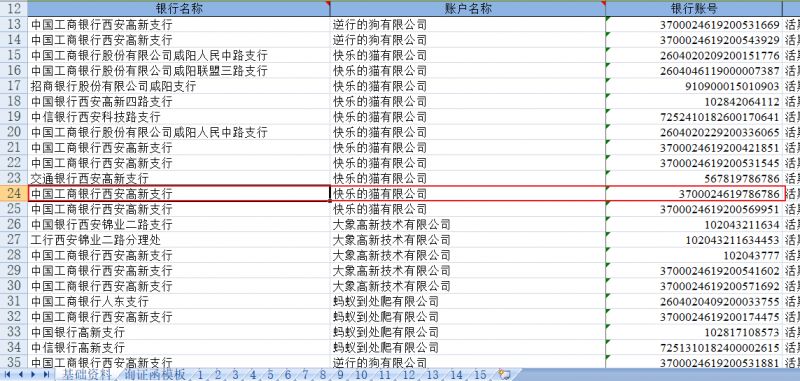 12 银行名称 账户名称 银行账号
13 中国工商银行西安高新支行 逆行的狗有限公司 3700024619200531669 活
14 中国工商银行西安高新支行 逆行的狗有限公司 3700024619200543929 活
15 中国工商银行股份有限公司咸阳人民中路支行 快乐的猫有限公司 2604020209200151776 活
16 中国工商银行股份有限公司咸阳联盟三路支行 快乐的猫有限公司 2604046119000007387 活
17 招商银行股份有限公司咸阳支行 快乐的猫有限公司 910900015010903 活
18 中国银行西安高新四路支行 快乐的猫有限公司 102842064112 活
19 中信银行西安科技路支行 快乐的猫有限公司 7252410182600170641 活
20 中国工商银行股份有限公司咸阳人民中路支行 快乐的猫有限公司 2604020229200336065 活
21 中国工商银行西安高新支行 快乐的猫有限公司 3700024619200421851 活
22 中国工商银行西安高新支行 快乐的猫有限公司 3700024619200531545 活
23 交通银行西安高新支行 快乐的猫有限公司 567819786786 活
24 中国工商银行西安高新支行 快乐的猫有限公司 3700024619786786 活
25 中国工商银行西安高新支行 快乐的猫有限公司 3700024619200569951 活
26 中国银行西安锦业二路支行 大象高新技术有限公司 102043211634 活
27 工行西安锦业二路分理处 大象高新技术有限公司 102043211634453 活
28 中国银行西安高新支行 大象高新技术有限公司 102043777 活
29 中国工商银行西安高新支行 大象高新技术有限公司 3700024619200541602 活
30 中国工商银行西安高新支行 大象高新技术有限公司 3700024619200571692 活
31 中国工商银行人东支行 蚂蚁到处爬有限公司 2604020409200033755 活
32 中国工商银行西安高新支行 蚂蚁到处爬有限公司 3700024619200174475 活
33 中国银行高新支行 蚂蚁到处爬有限公司 102817108573 活
34 中信银行高新支行 蚂蚁到处爬有限公司 7251310182400002615 活
35 中国工商银行西安高新支行 逆行的狗有限公司 3700024619200531881 活
基础资料 询证函模板 1 2 3 4 5 6 7 8 9 10 11 12 13 14 15